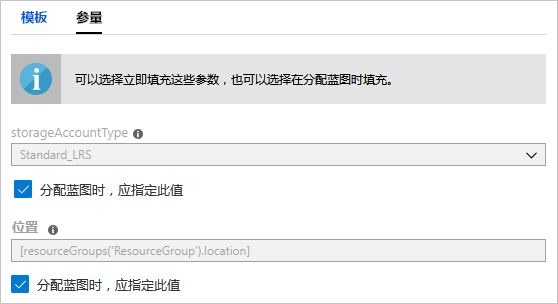 模板 参量
可以选择立即填充这些参数，也可以选择在分配蓝图时填充。
storageAccountType
Standard_LRS
分配蓝图时，应指定此值
位置
[resourceGroups('ResourceGroup').location]
分配蓝图时，应指定此值